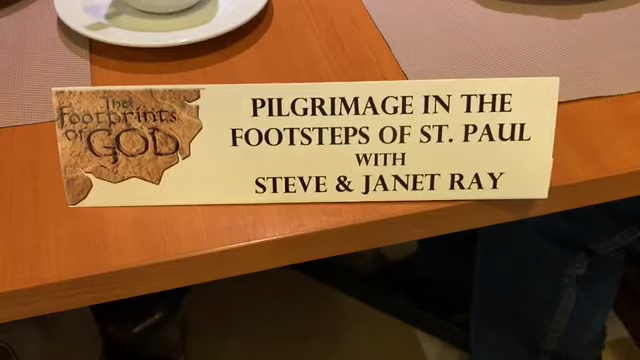 The
Footprints
of GOD
PILGRIMAGE IN THE
FOOTSTEPS OF ST. PAUL
WITH
STEVE & JANET RAY